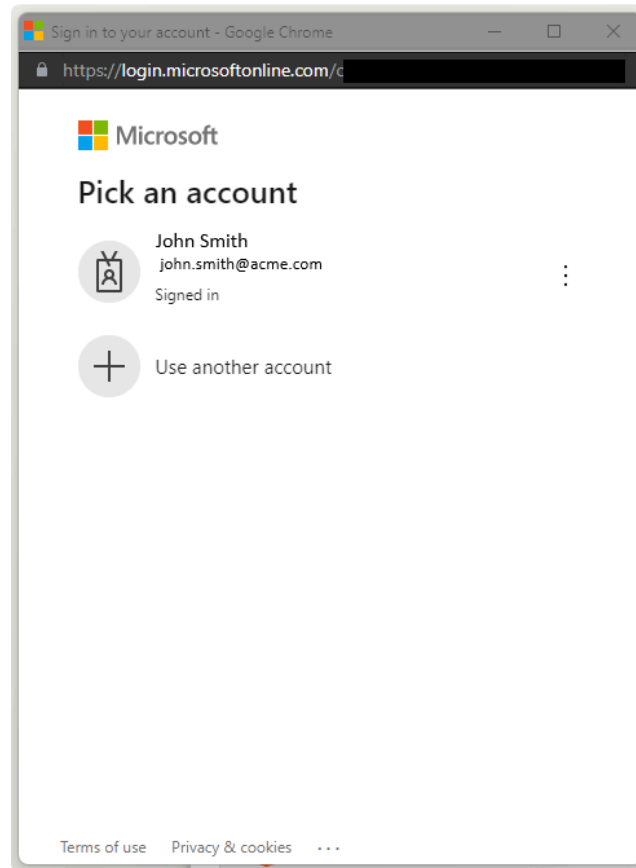 Sign in to your account - Google Chrome
https://login.microsoftonline.com/c
Microsoft
Pick an account
John Smith
john.smith@acme.com
Signed in
Use another account
Terms of use Privacy & cookies ...